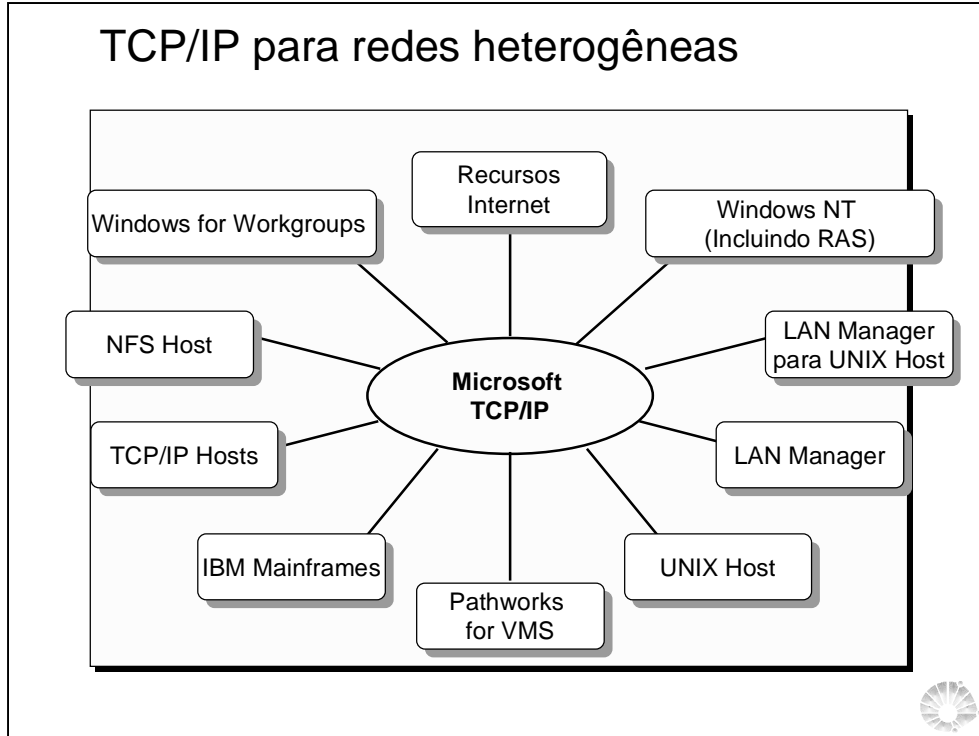 TCP/IP para redes heterogêneas
Recursos
Internet
Windows for Workgroups
Windows NT
(Incluindo RAS)
NFS Host
LAN Manager
para UNIX Host
Microsoft
TCP/IP
TCP/IP Hosts
LAN Manager
IBM Mainframes
UNIX Host
Pathworks
for VMS